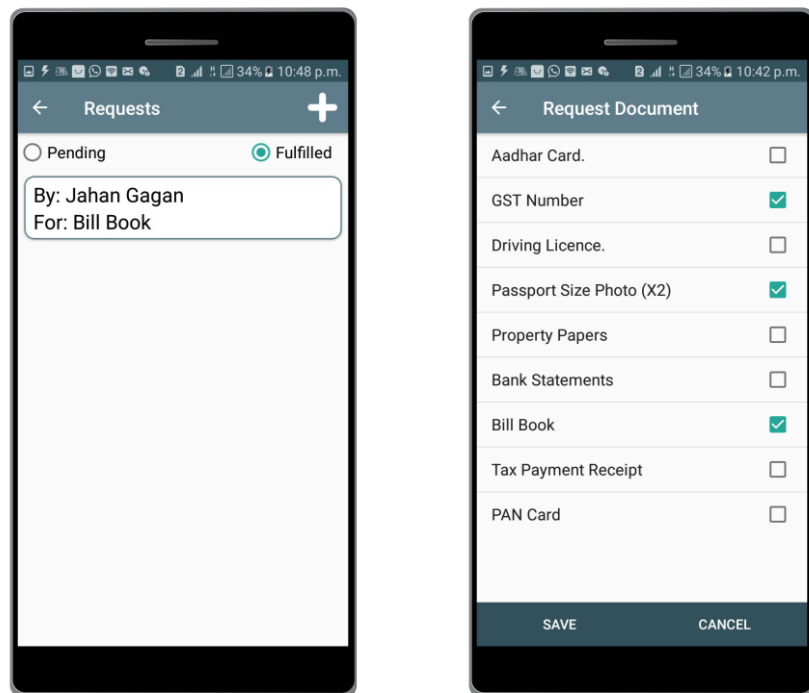 34% 10:48 p.m.
Requests
Pending
Fulfilled
By: Jahan Gagan
For: Bill Book
2 34% 10:42 p.m.
Request Document
Aadhar Card.
GST Number
Driving Licence.
Passport Size Photo (X2)
Property Papers
Bank Statements
Bill Book
Tax Payment Receipt
PAN Card
SAVE
CANCEL